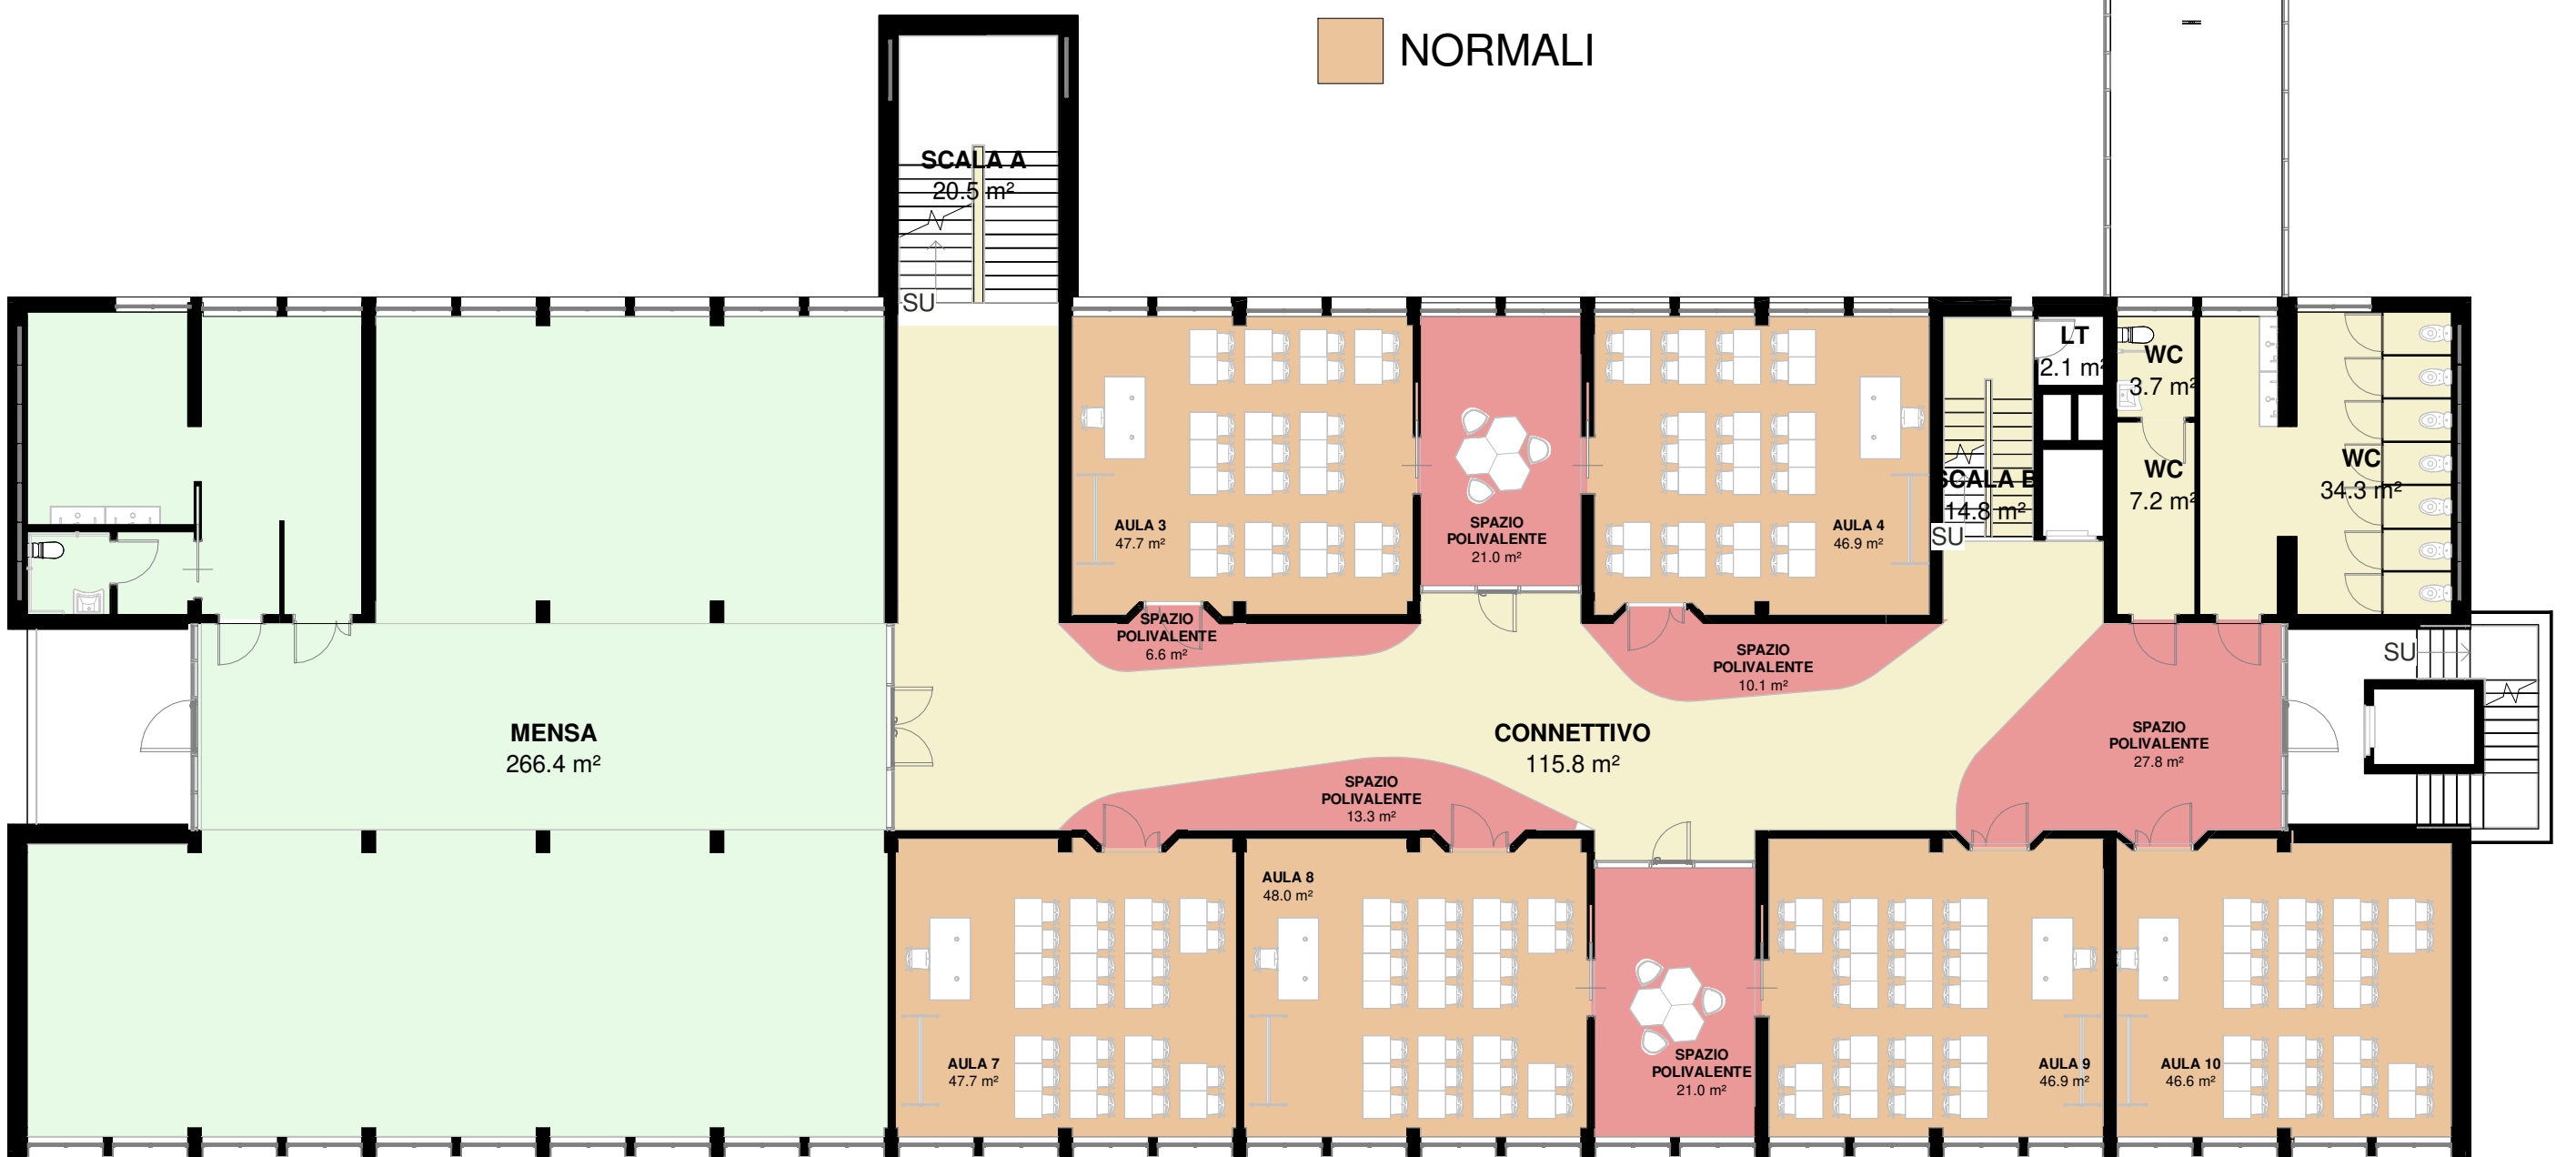 NORMALI
SCALA A
20.5 m²
SU
LT
2.1 m²
WC
3.7 m²
WC
7.2 m²
WC
34.3 m²
SCALA B
14.8 m²
SU
AULA 3
47.7 m²
SPAZIO
POLIVALENTE
21.0 m²
AULA 4
46.9 m²
SPAZIO
POLIVALENTE
6.6 m²
SPAZIO
POLIVALENTE
10.1 m²
SU
MENSA
266.4 m²
CONNETTIVO
115.8 m²
SPAZIO
POLIVALENTE
27.8 m²
SPAZIO
POLIVALENTE
13.3 m²
AULA 8
48.0 m²
AULA 7
47.7 m²
SPAZIO
POLIVALENTE
21.0 m²
AULA 9
46.9 m²
AULA 10
46.6 m²